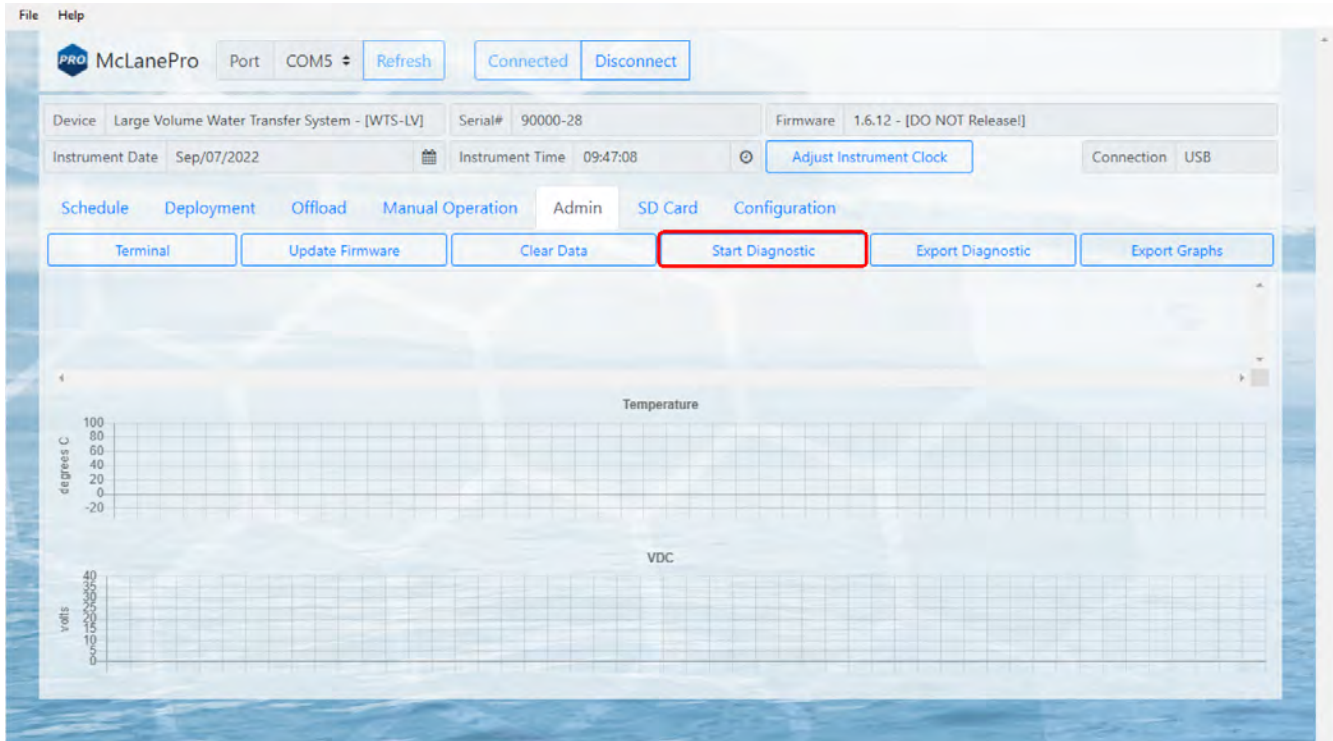 File Help
PRO McLanePro Port COM5 Refresh Connected Disconnect
Device Large Volume Water Transfer System - [WTS-LV] Serial# 90000-28 Firmware 1.6.12 - [DO NOT Release!]
Instrument Date Sep/07/2022 Instrument Time 09:47:08 Adjust Instrument Clock Connection USB
Schedule Deployment Offload Manual Operation Admin SD Card Configuration
Terminal Update Firmware Clear Data Start Diagnostic Export Diagnostic Export Graphs
Temperature
degrees C
100
80
60
40
20
0
-20
VDC
volts
40
35
30
25
20
15
10
5
0